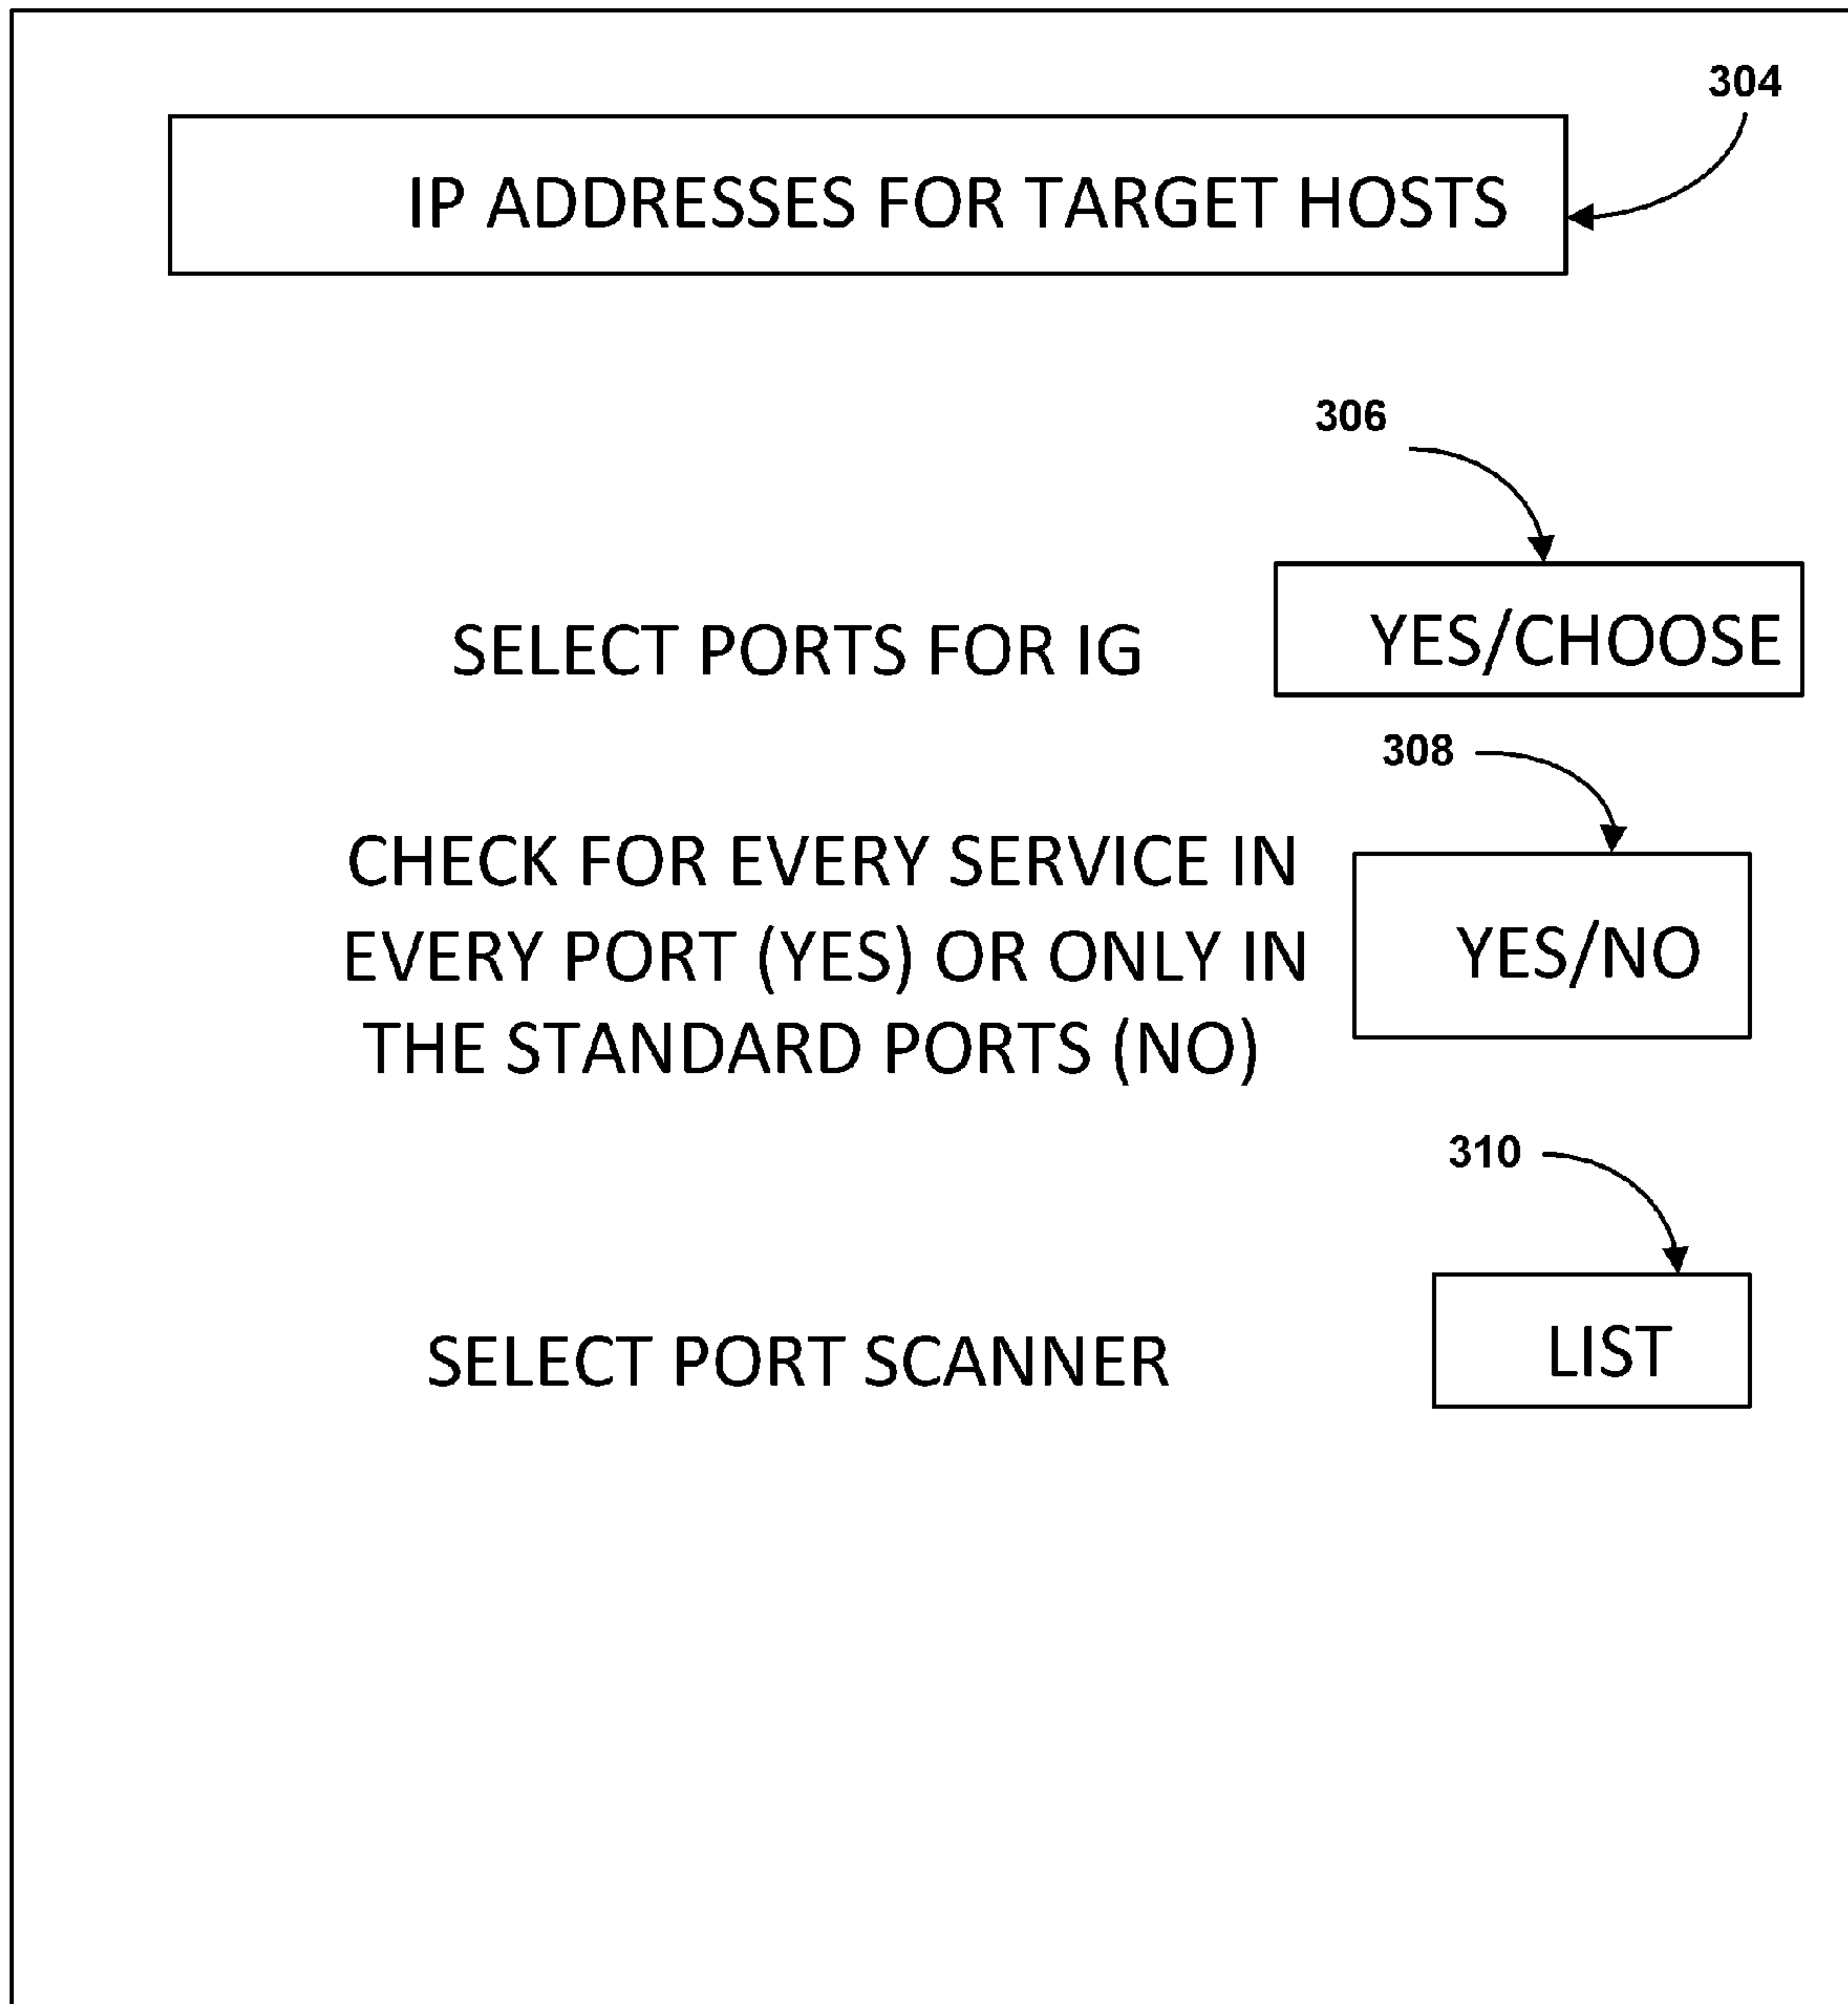 304
IP ADDRESSES FOR TARGET HOSTS
306
SELECT PORTS FOR IG
YES/CHOOSE
308
CHECK FOR EVERY SERVICE IN
EVERY PORT (YES) OR ONLY IN
THE STANDARD PORTS (NO)
YES/NO
310
SELECT PORT SCANNER
LIST